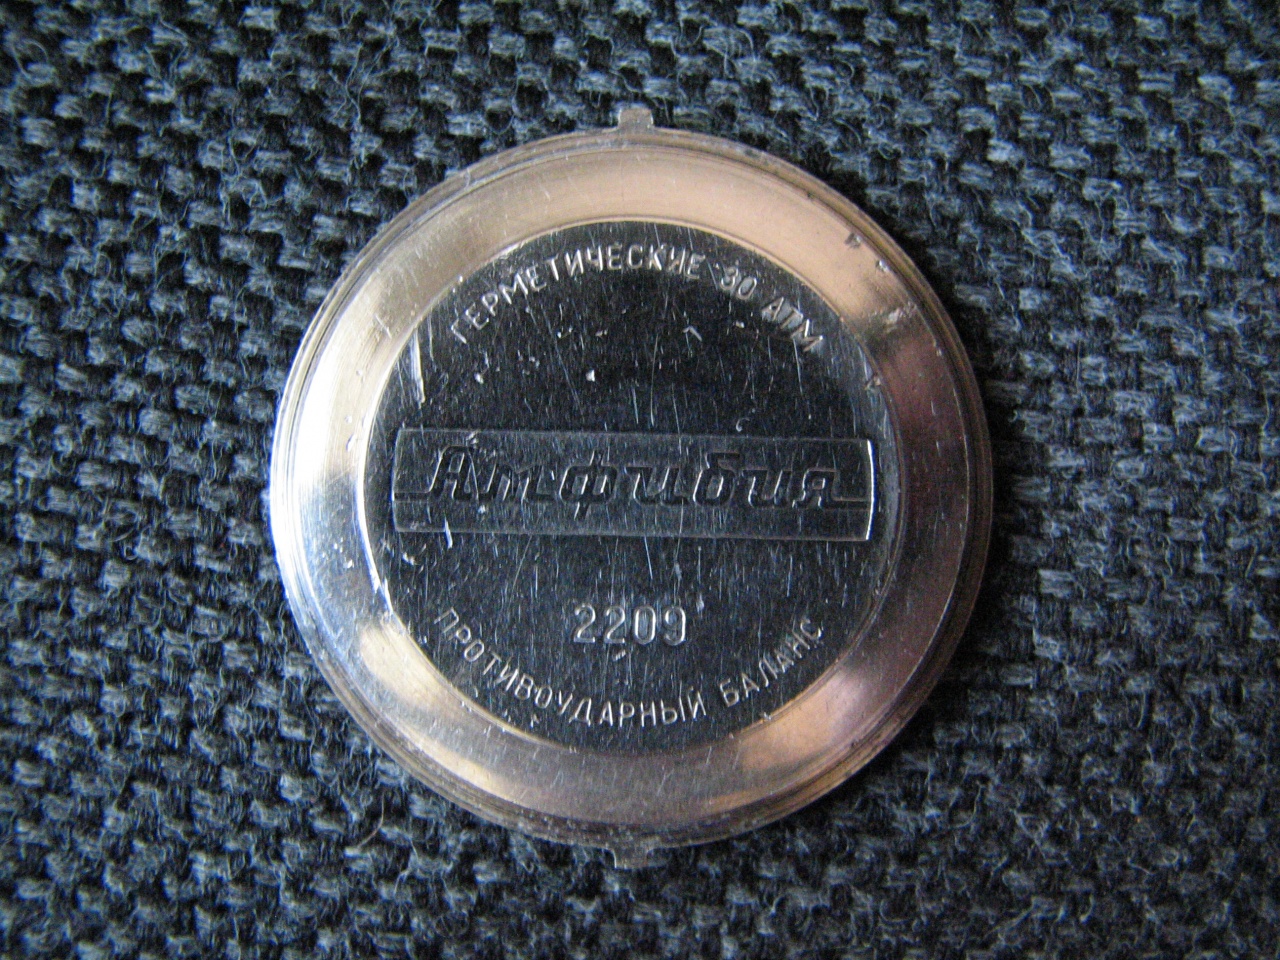 ГЕРМЕТИЧЕСКИЕ 30 АТМ
Амфибия
2209
ПРОТИВОУДАРНЫЙ БАЛАНС